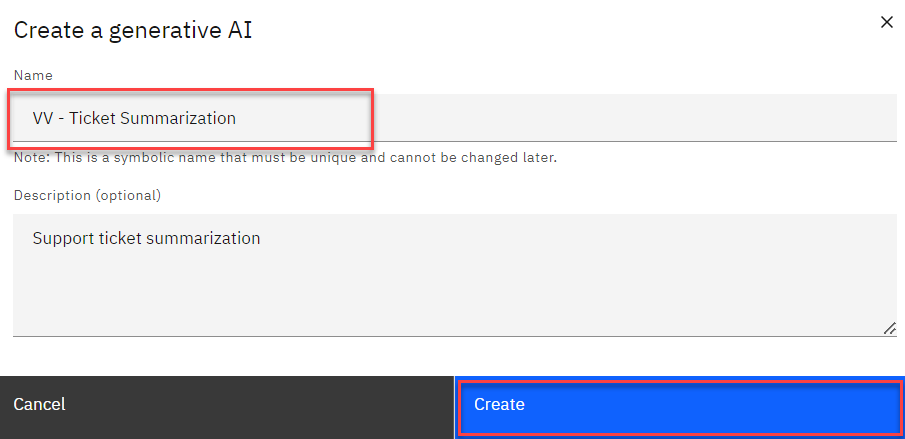 Create a generative AI
Name
VV - Ticket Summarization
Note: This is a symbolic name that must be unique and cannot be changed later.
Description (optional)
Support ticket summarization
Cancel
Create